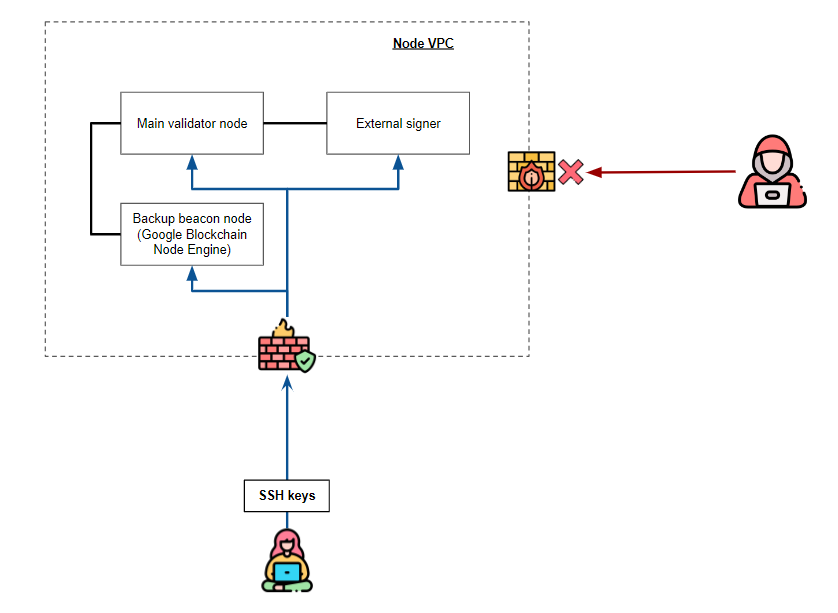 Node VPC
Main validator node
External signer
Backup beacon node
(Google Blockchain
Node Engine)
SSH keys